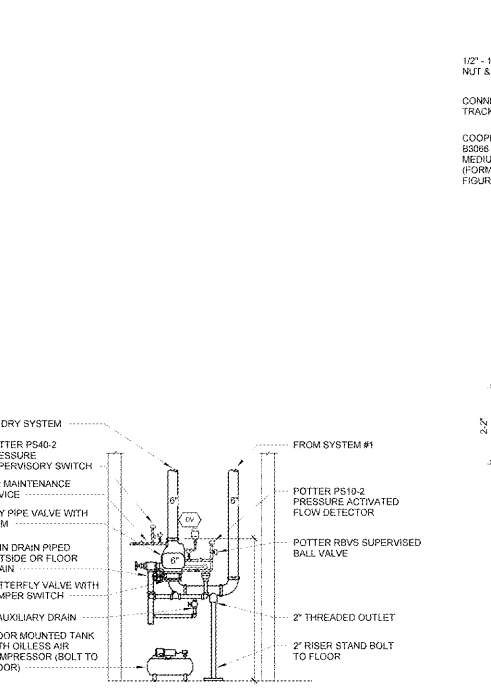 1/2" - 1
NUT &
CONN
TRACK
COOP
B3066
MEDIU
(FORM
FIGUR
2'-2"
DRY SYSTEM
TTER PS40-2
ESSURE
PERVISORY SWITCH
MAINTENANCE
VICE
Y PIPE VALVE WITH
M
IN DRAIN PIPED
TSIDE OR FLOOR
AIN
TTERFLY VALVE WITH
MPER SWITCH
AUXILIARY DRAIN
OOR MOUNTED TANK
TH OILLESS AIR
MPRESSOR (BOLT TO
OOR)
6"
6"
DV
6"
FROM SYSTEM #1
POTTER PS10-2
PRESSURE ACTIVATED
FLOW DETECTOR
POTTER RBVS SUPERVISED
BALL VALVE
2" THREADED OUTLET
2" RISER STAND BOLT
TO FLOOR